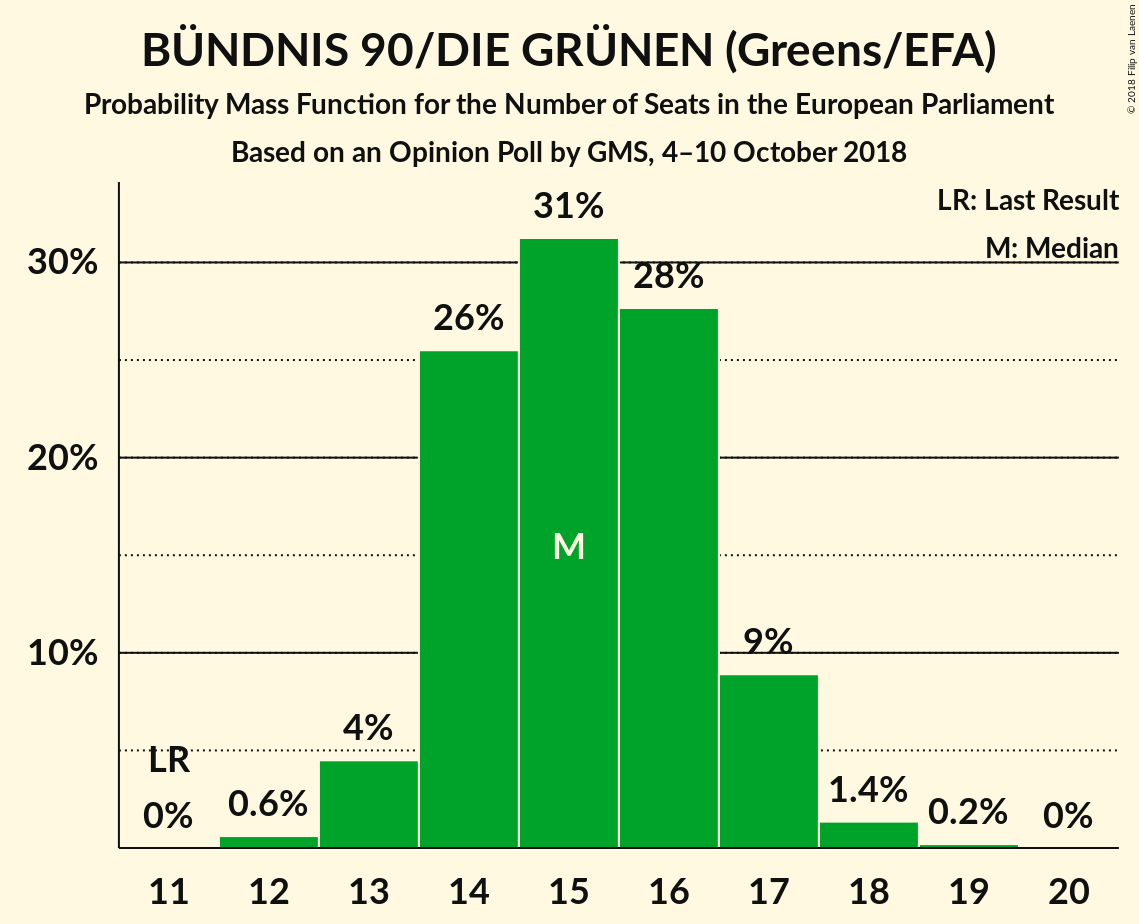 BÜNDNIS 90/DIE GRÜNEN (Greens/EFA)
Probability Mass Function for the Number of Seats in the European Parliament
Based on an Opinion Poll by GMS, 4–10 October 2018
© 2018 Filip van Laenen
LR: Last Result
M: Median
31%
30%
28%
26%
20%
M
10%
9%
4%
LR
0%
0.6%
1.4%
0.2%
0%
11 12 13 14 15 16 17 18 19 20